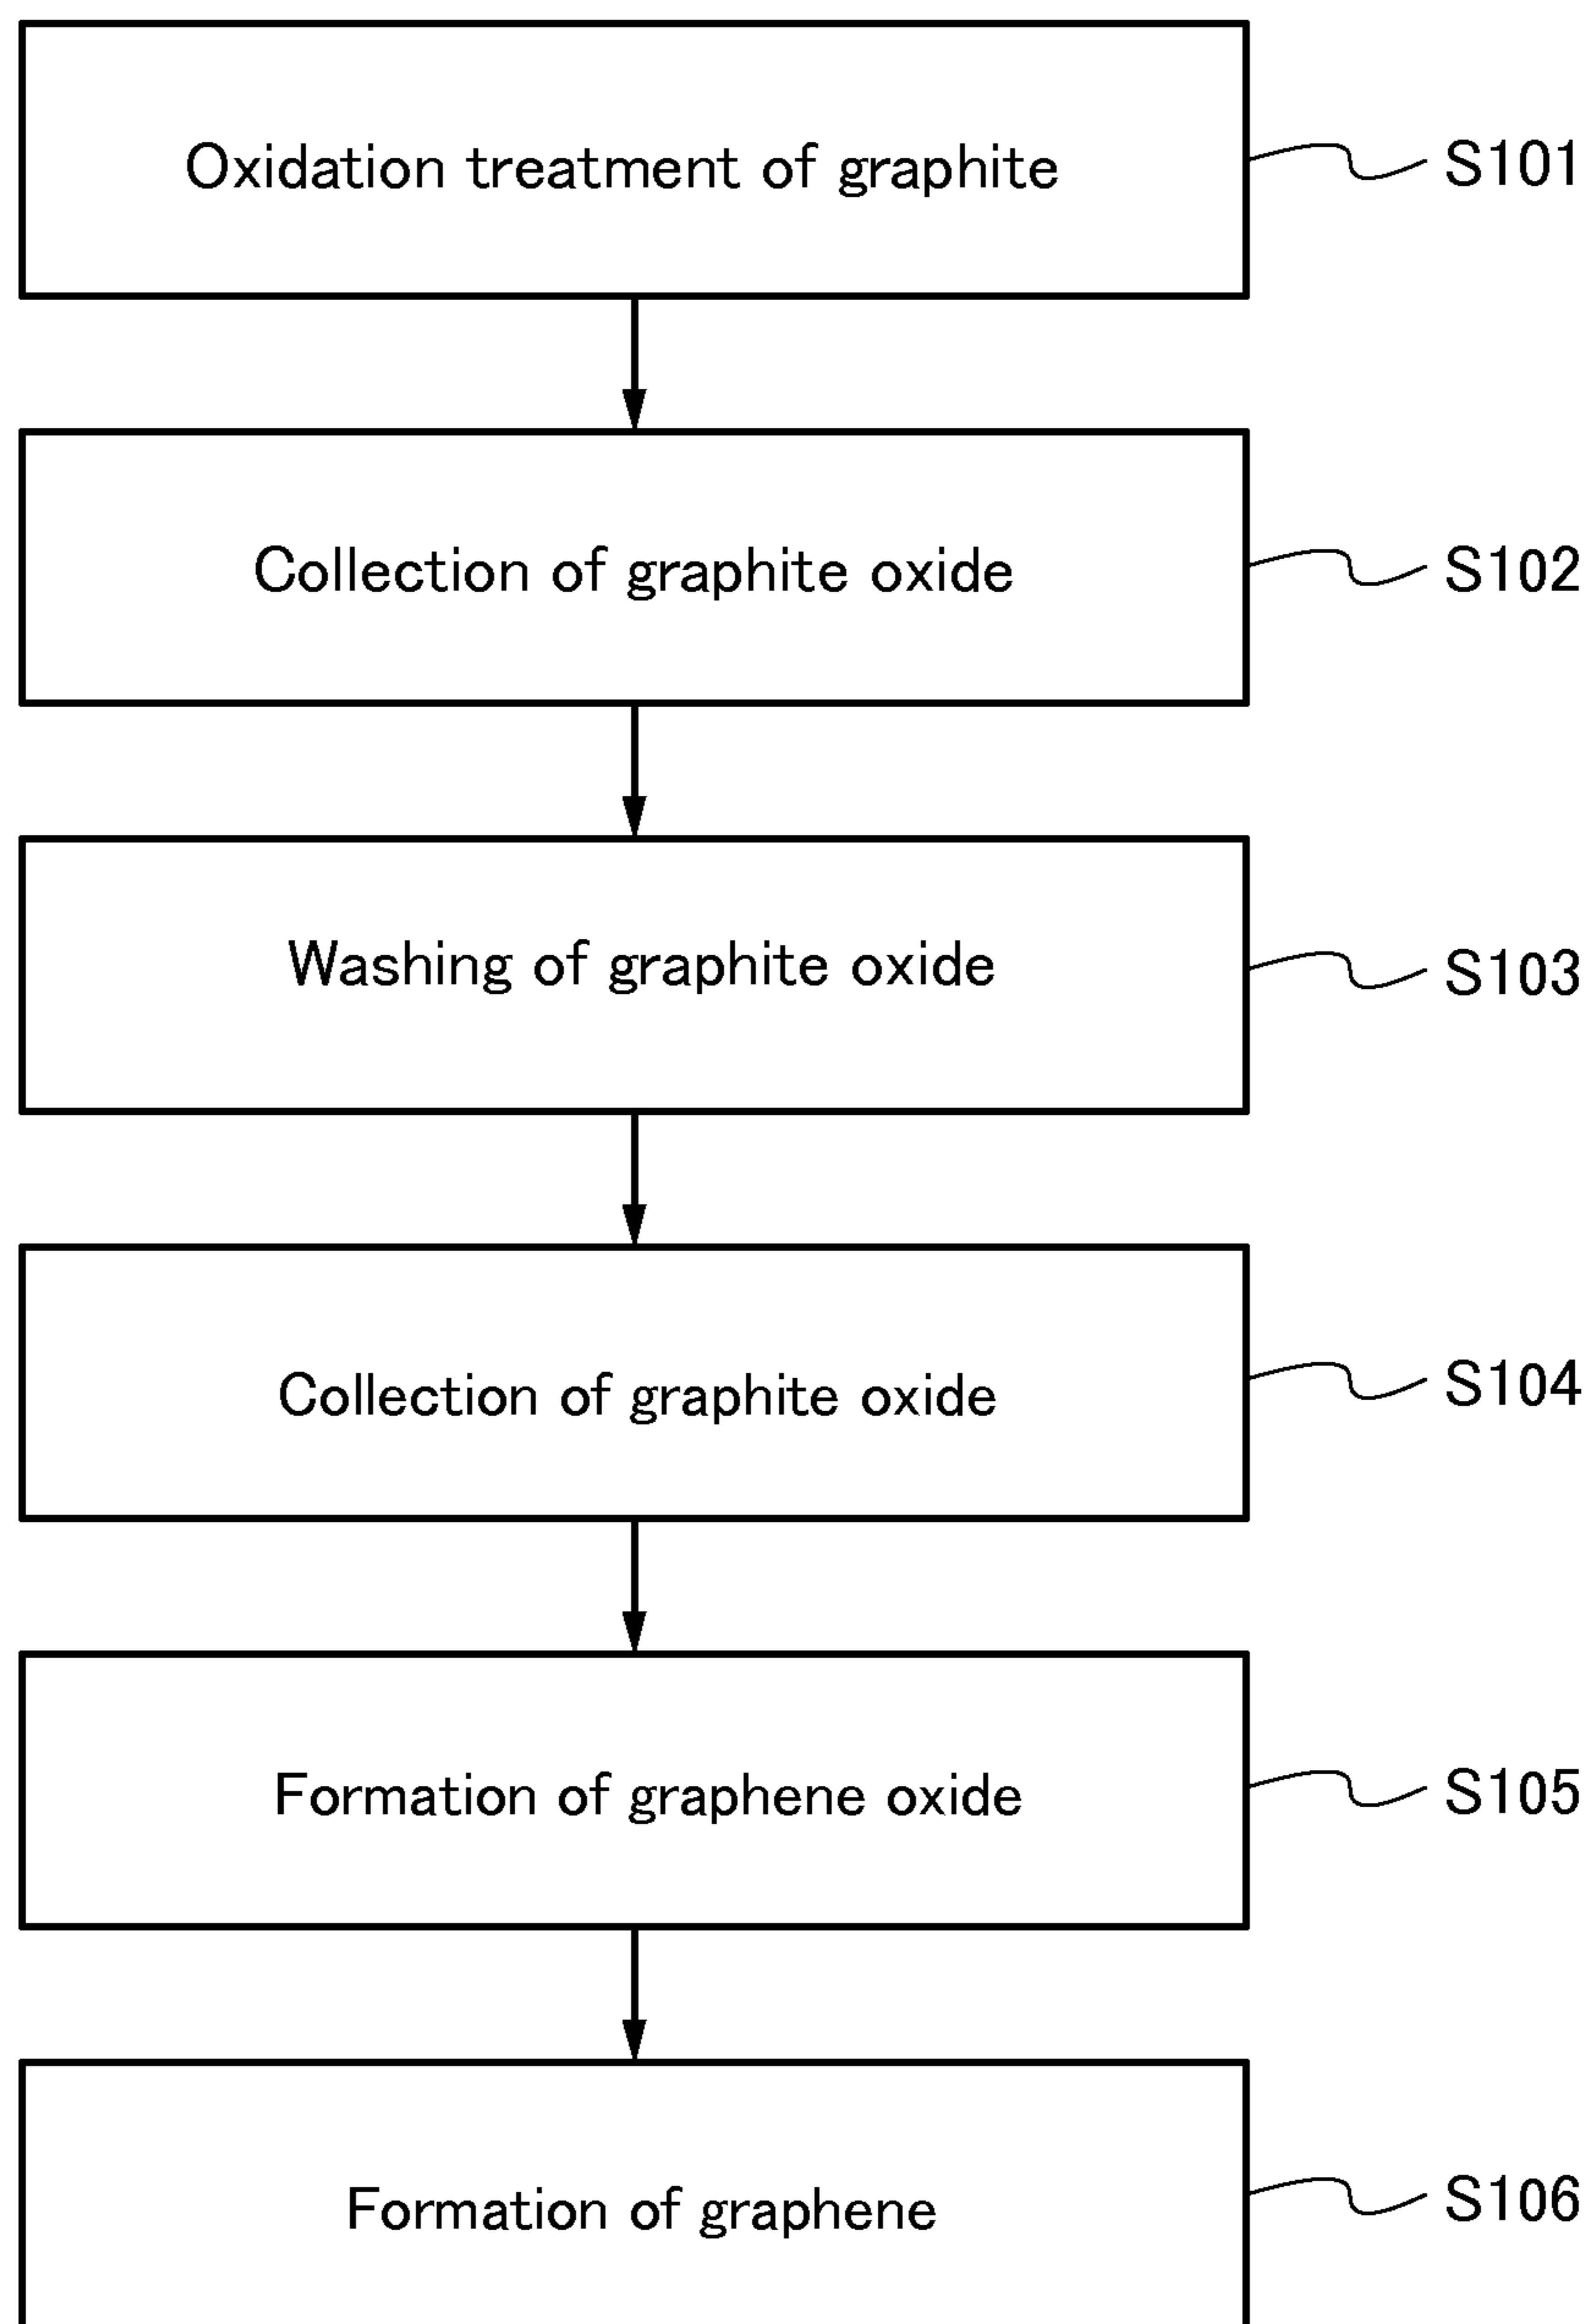 Oxidation treatment of graphite
S101
Collection of graphite oxide
S102
Washing of graphite oxide
S103
Collection of graphite oxide
S104
Formation of graphene oxide
S105
Formation of graphene
S106